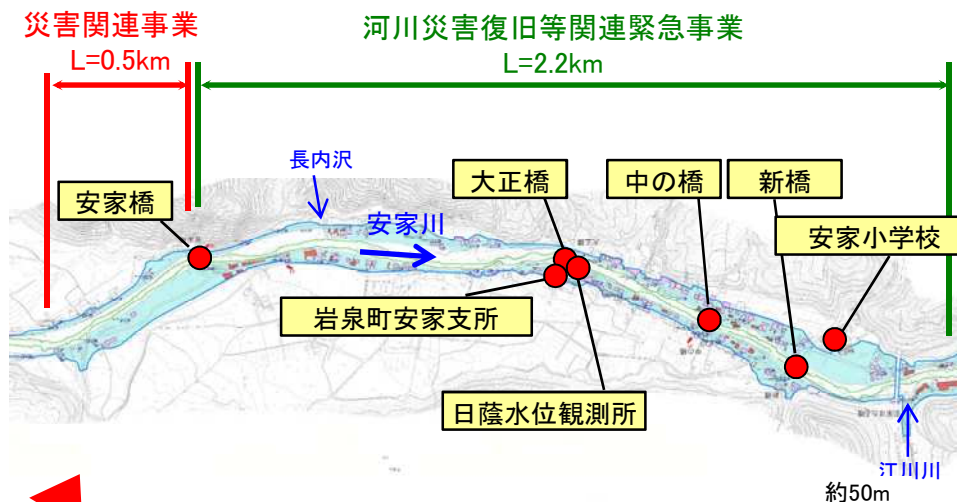 災害関連事業
L=0.5km
河川災害復旧等関連緊急事業
L=2.2km
長内沢
安家橋
大正橋
中の橋
新橋
安家川
安家小学校
岩泉町安家支所
日蔭水位観測所
江川川
約50m